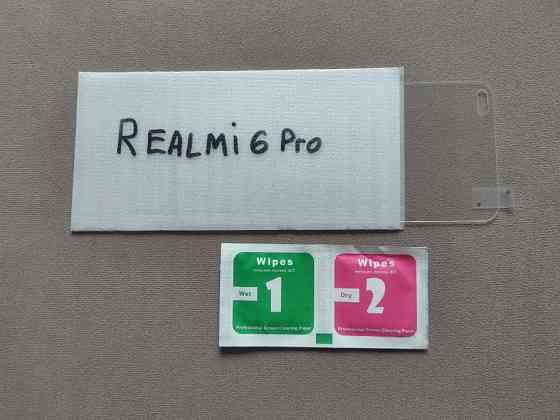 REALMi 6 Pro
Wipes
Wet
1
Professional Screen Cleaning Paper
Wipes
Dry
2
Professional Screen Cleaning Paper